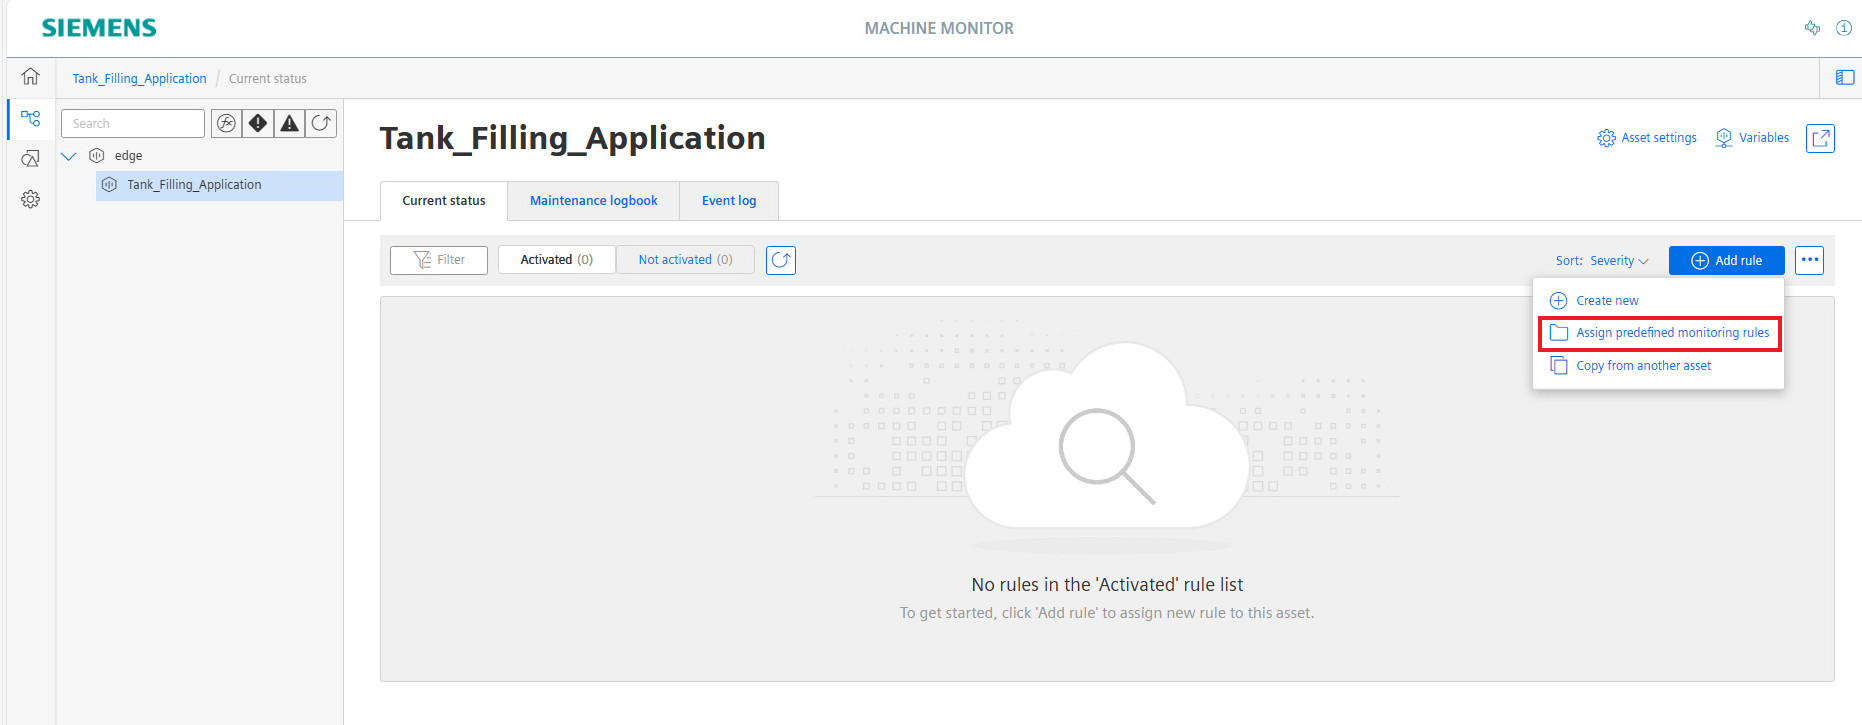 SIEMENS
MACHINE MONITOR
Tank_Filling_Application / Current status
Search
edge
Tank_Filling_Application
Tank_Filling_Application
Asset settings
Variables
Current status
Maintenance logbook
Event log
Filter
Activated (0)
Not activated (0)
Sort: Severity
Add rule
Create new
Assign predefined monitoring rules
Copy from another asset
No rules in the 'Activated' rule list
To get started, click 'Add rule' to assign new rule to this asset.